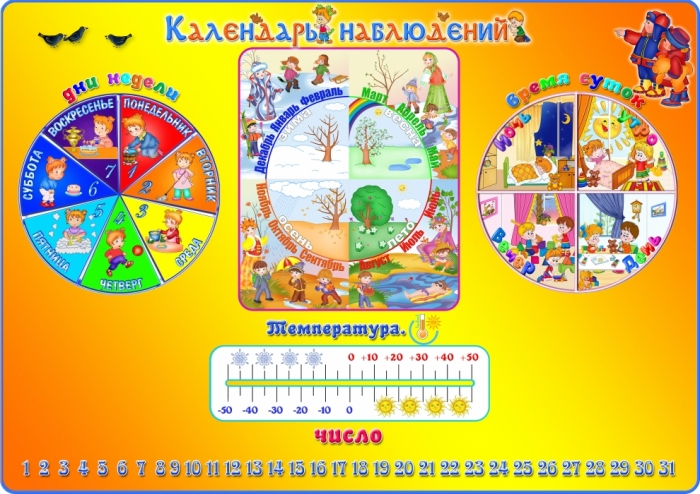 Календарь наблюдений
дни недели
ПОНЕДЕЛЬНИК
1
ВТОРНИК
2
СРЕДА
3
ЧЕТВЕРГ
4
ПЯТНИЦА
5
СУББОТА
6
ВОСКРЕСЕНЬЕ
7
Декабрь Январь Февраль
зима
Март Апрель Май
весна
Июнь Июль Август
лето
Сентябрь Октябрь Ноябрь
осень
Время суток
Ночь
Утро
День
Вечер
Температура.
0 +10 +20 +30 +40 +50
-50 -40 -30 -20 -10 0
число
1 2 3 4 5 6 7 8 9 10 11 12 13 14 15 16 17 18 19 20 21 22 23 24 25 26 27 28 29 30 31